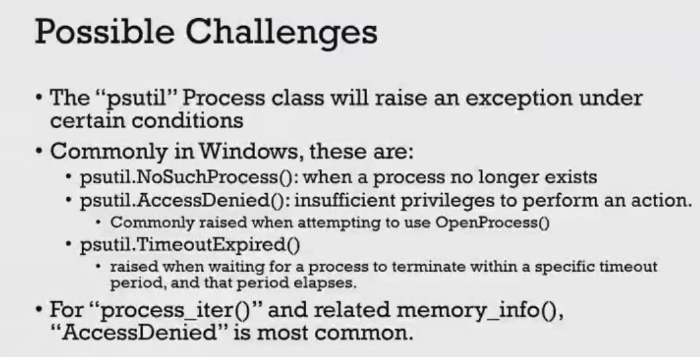 Possible Challenges
• The “psutil” Process class will raise an exception under
certain conditions
• Commonly in Windows, these are:
• psutil.NoSuchProcess(): when a process no longer exists
• psutil.AccessDenied(): insufficient privileges to perform an action.
• Commonly raised when attempting to use OpenProcess()
• psutil.TimeoutExpired()
• raised when waiting for a process to terminate within a specific timeout
period, and that period elapses.
• For “process_iter()” and related memory_info(),
“AccessDenied” is most common.